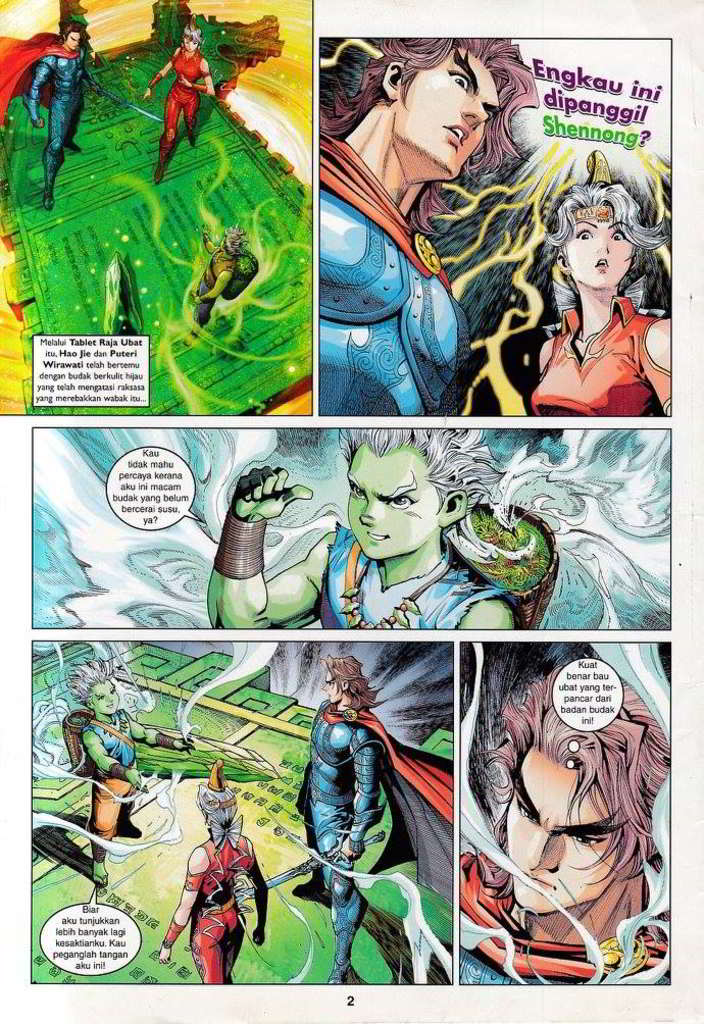 Melalui Tablet Raja Ubat
itu, Hao Jie dan Puteri
Wirawati telah bertemu
dengan budak berkulit hijau
yang telah mengatasi raksasa
yang merebakkan wabak itu...
Engkau ini
dipanggil
Shennong?
Kau
tidak mahu
percaya kerana
aku ini macam
budak yang belum
bercerai susu,
ya?
Biar
aku tunjukkan
lebih banyak lagi
kesaktianku. Kau
peganglah tangan
aku ini!
Kuat
benar bau
ubat yang ter-
pancar dari
badan budak
ini!
2